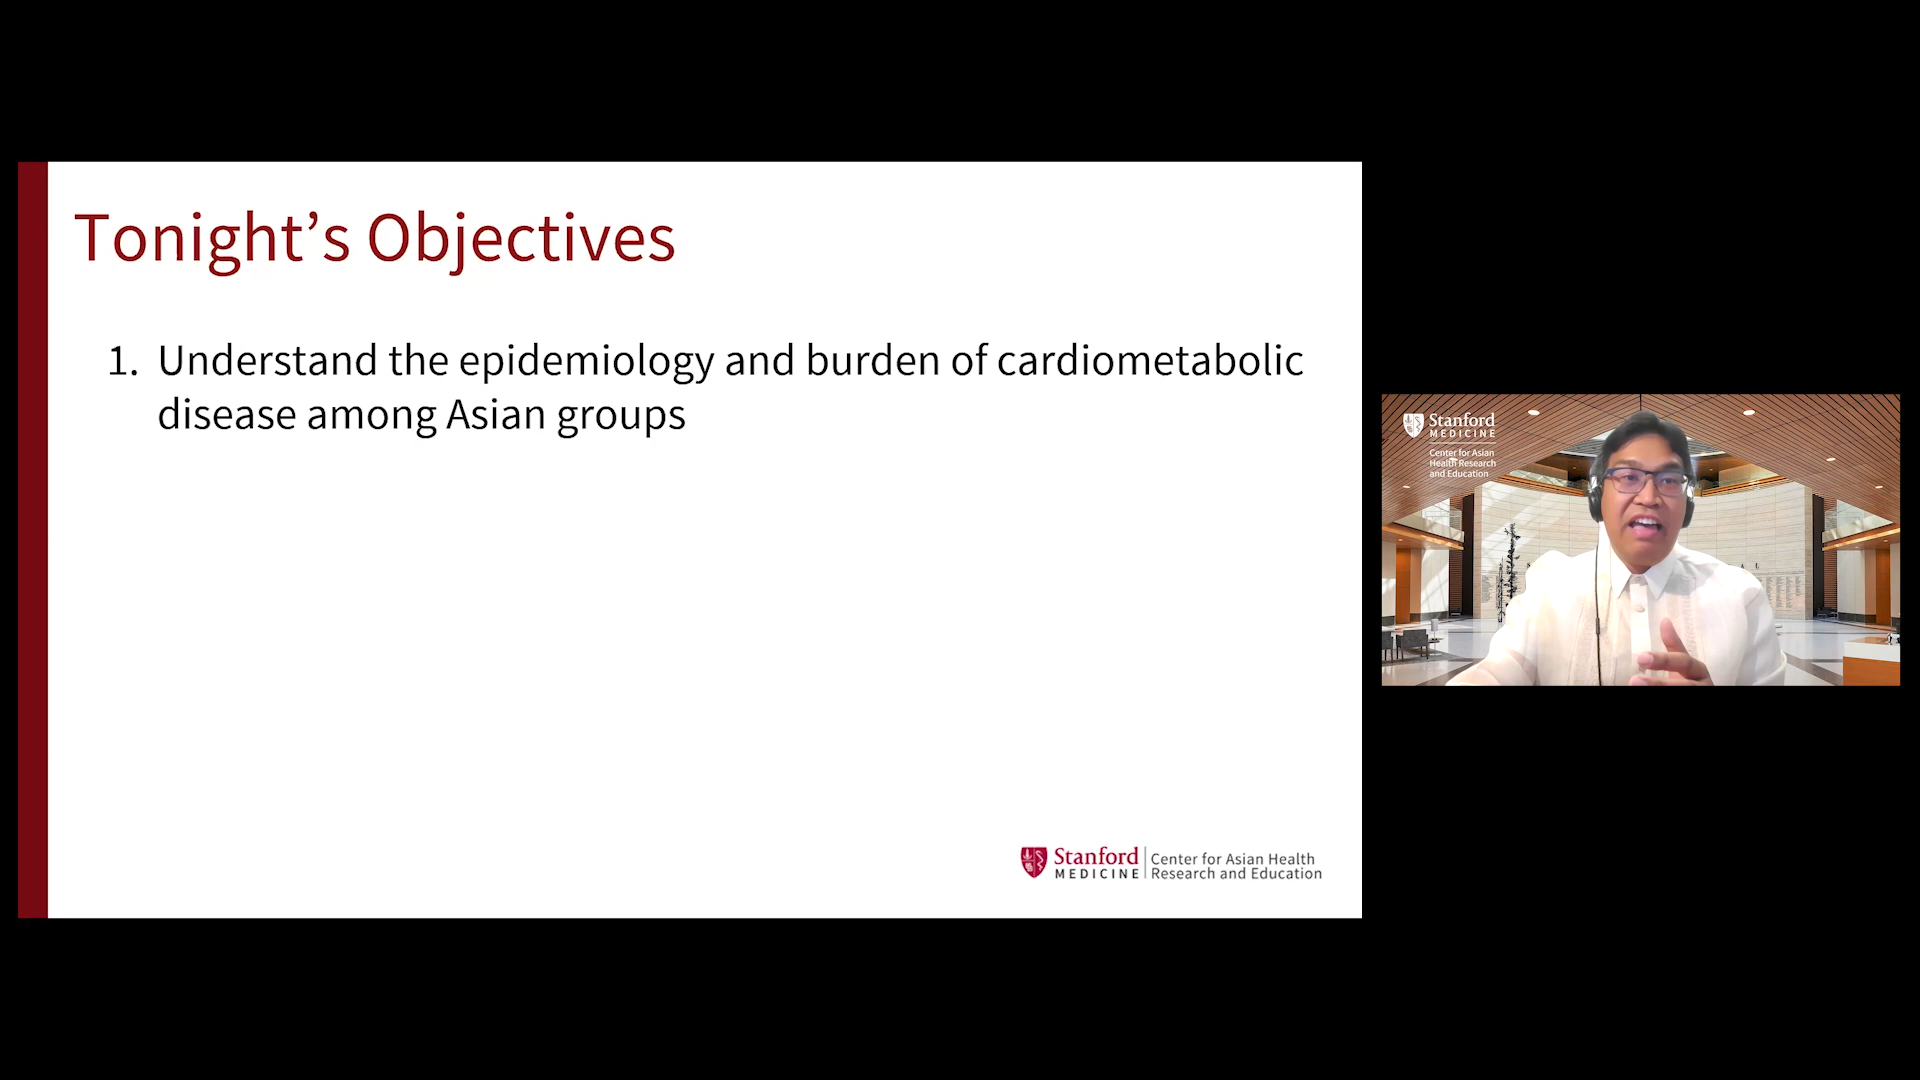 Tonight’s Objectives
1. Understand the epidemiology and burden of cardiometabolic
disease among Asian groups
Stanford
MEDICINE
Center for Asian Health
Research and Education
Stanford
MEDICINE
Center for Asian
Health Research
and Education